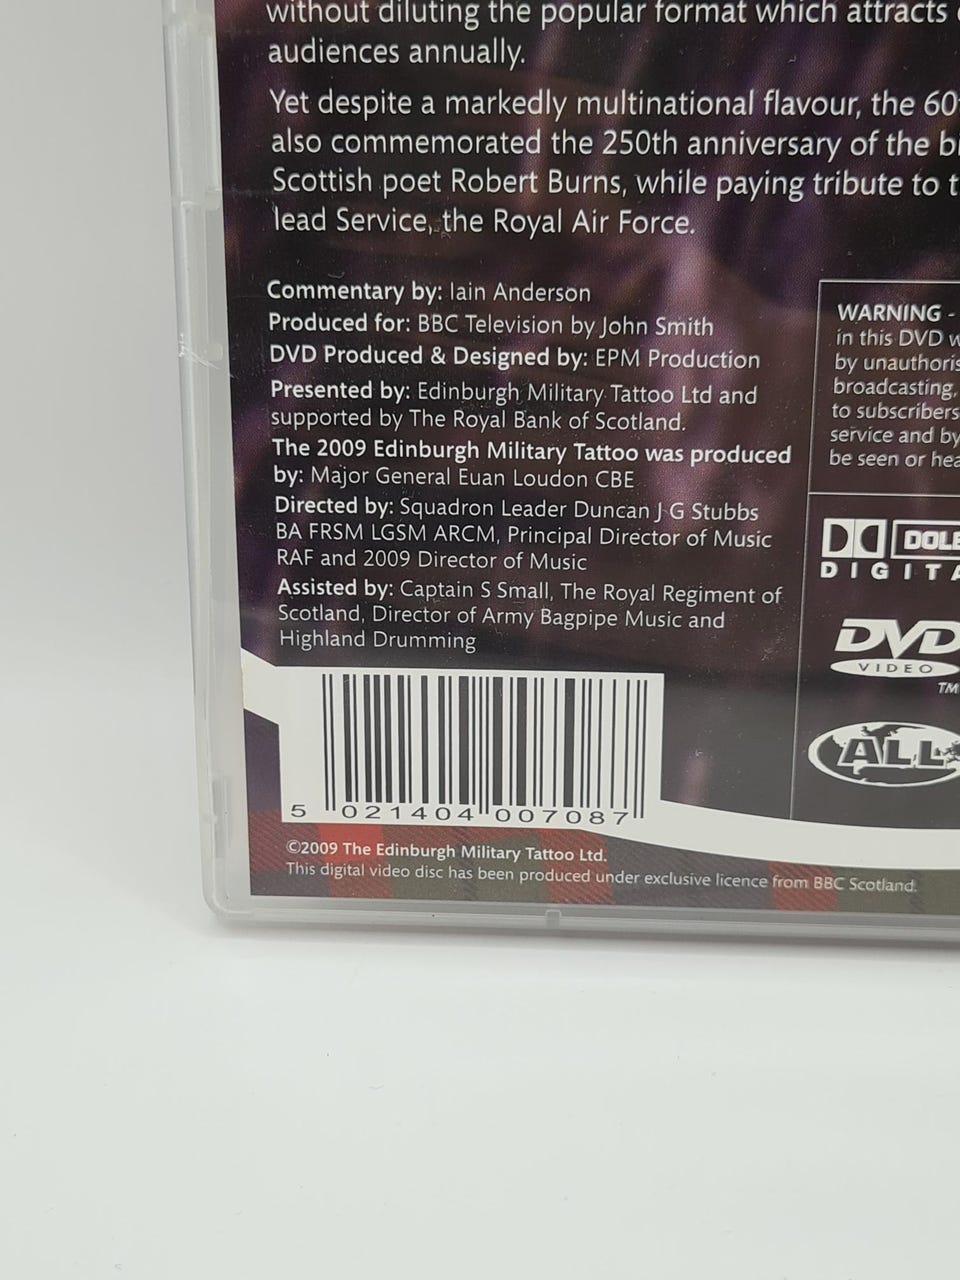 without diluting the popular format which attracts
audiences annually.
Yet despite a markedly multinational flavour, the
also commemorated the 250th anniversary of the
Scottish poet Robert Burns, while paying tribute to
lead Service, the Royal Air Force.
Commentary by: Iain Anderson
Produced for: BBC Television by John Smith
DVD Produced & Designed by: EPM Production
Presented by: Edinburgh Military Tattoo Ltd and
supported by The Royal Bank of Scotland.
The 2009 Edinburgh Military Tattoo was produced
by: Major General Euan Loudon CBE
Directed by: Squadron Leader Duncan J G Stubbs
BA FRSM LGSM ARCM, Principal Director of Music
RAF and 2009 Director of Music
Assisted by: Captain S Small, The Royal Regiment of
Scotland, Director of Army Bagpipe Music and
Highland Drumming
WARNING -
in this DVD
by
broadcasting,
to subscribers
service and by
be seen or
DVD
VIDEO
TM
ALL
5 021404 007087
©2009 The Edinburgh Military Tattoo Ltd.
This digital video disc has been produced under exclusive licence from BBC Scotland.